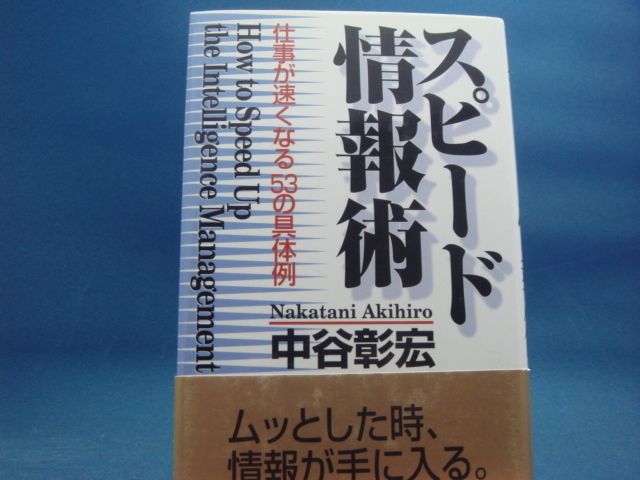 スピード
情報術
仕事が速くなる53の具体例
How to Speed Up
the Intelligence Management
Nakatani Akihiro
中谷彰宏
ムッとした時、
情報が手に入る。